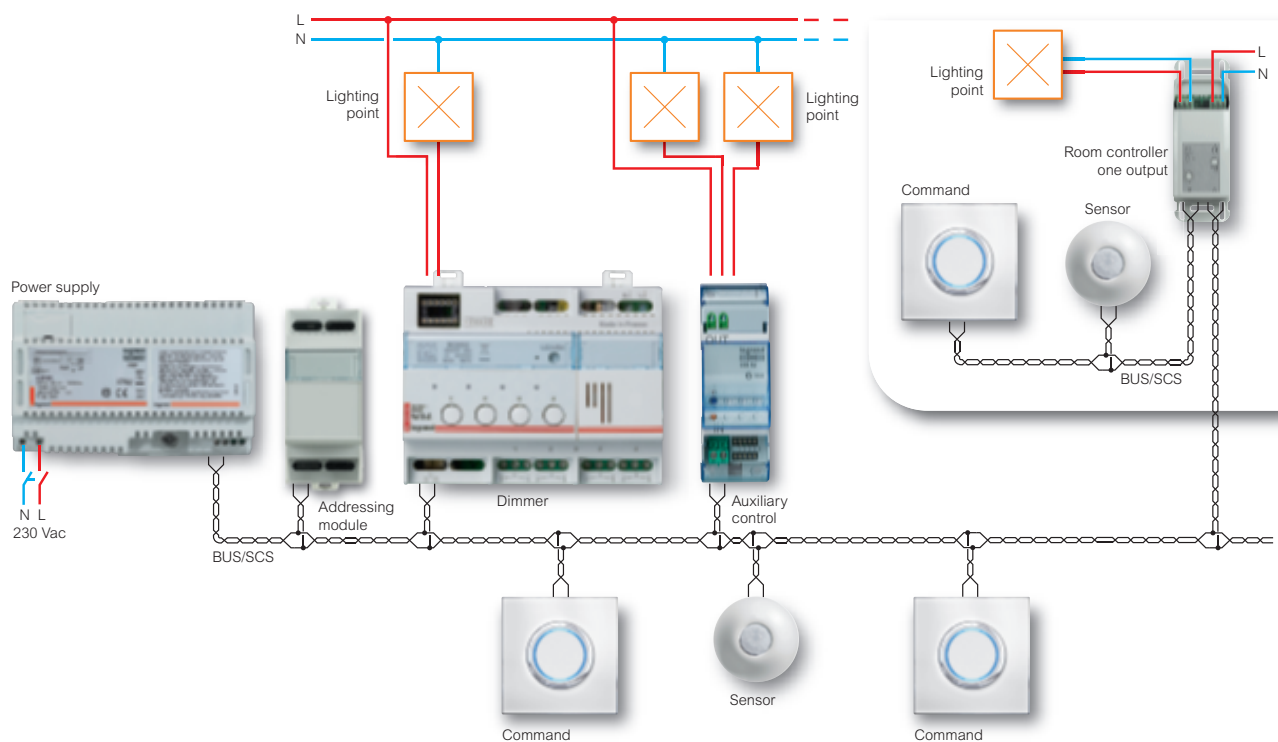 L
N
Lighting
point
Lighting
point
Lighting
point
L
N
Room controller
one output
Command
Sensor
BUS/SCS
Power supply
OUT
N L
230 Vac
Addressing
module
Dimmer
Auxiliary
control
BUS/SCS
Command
Sensor
Command